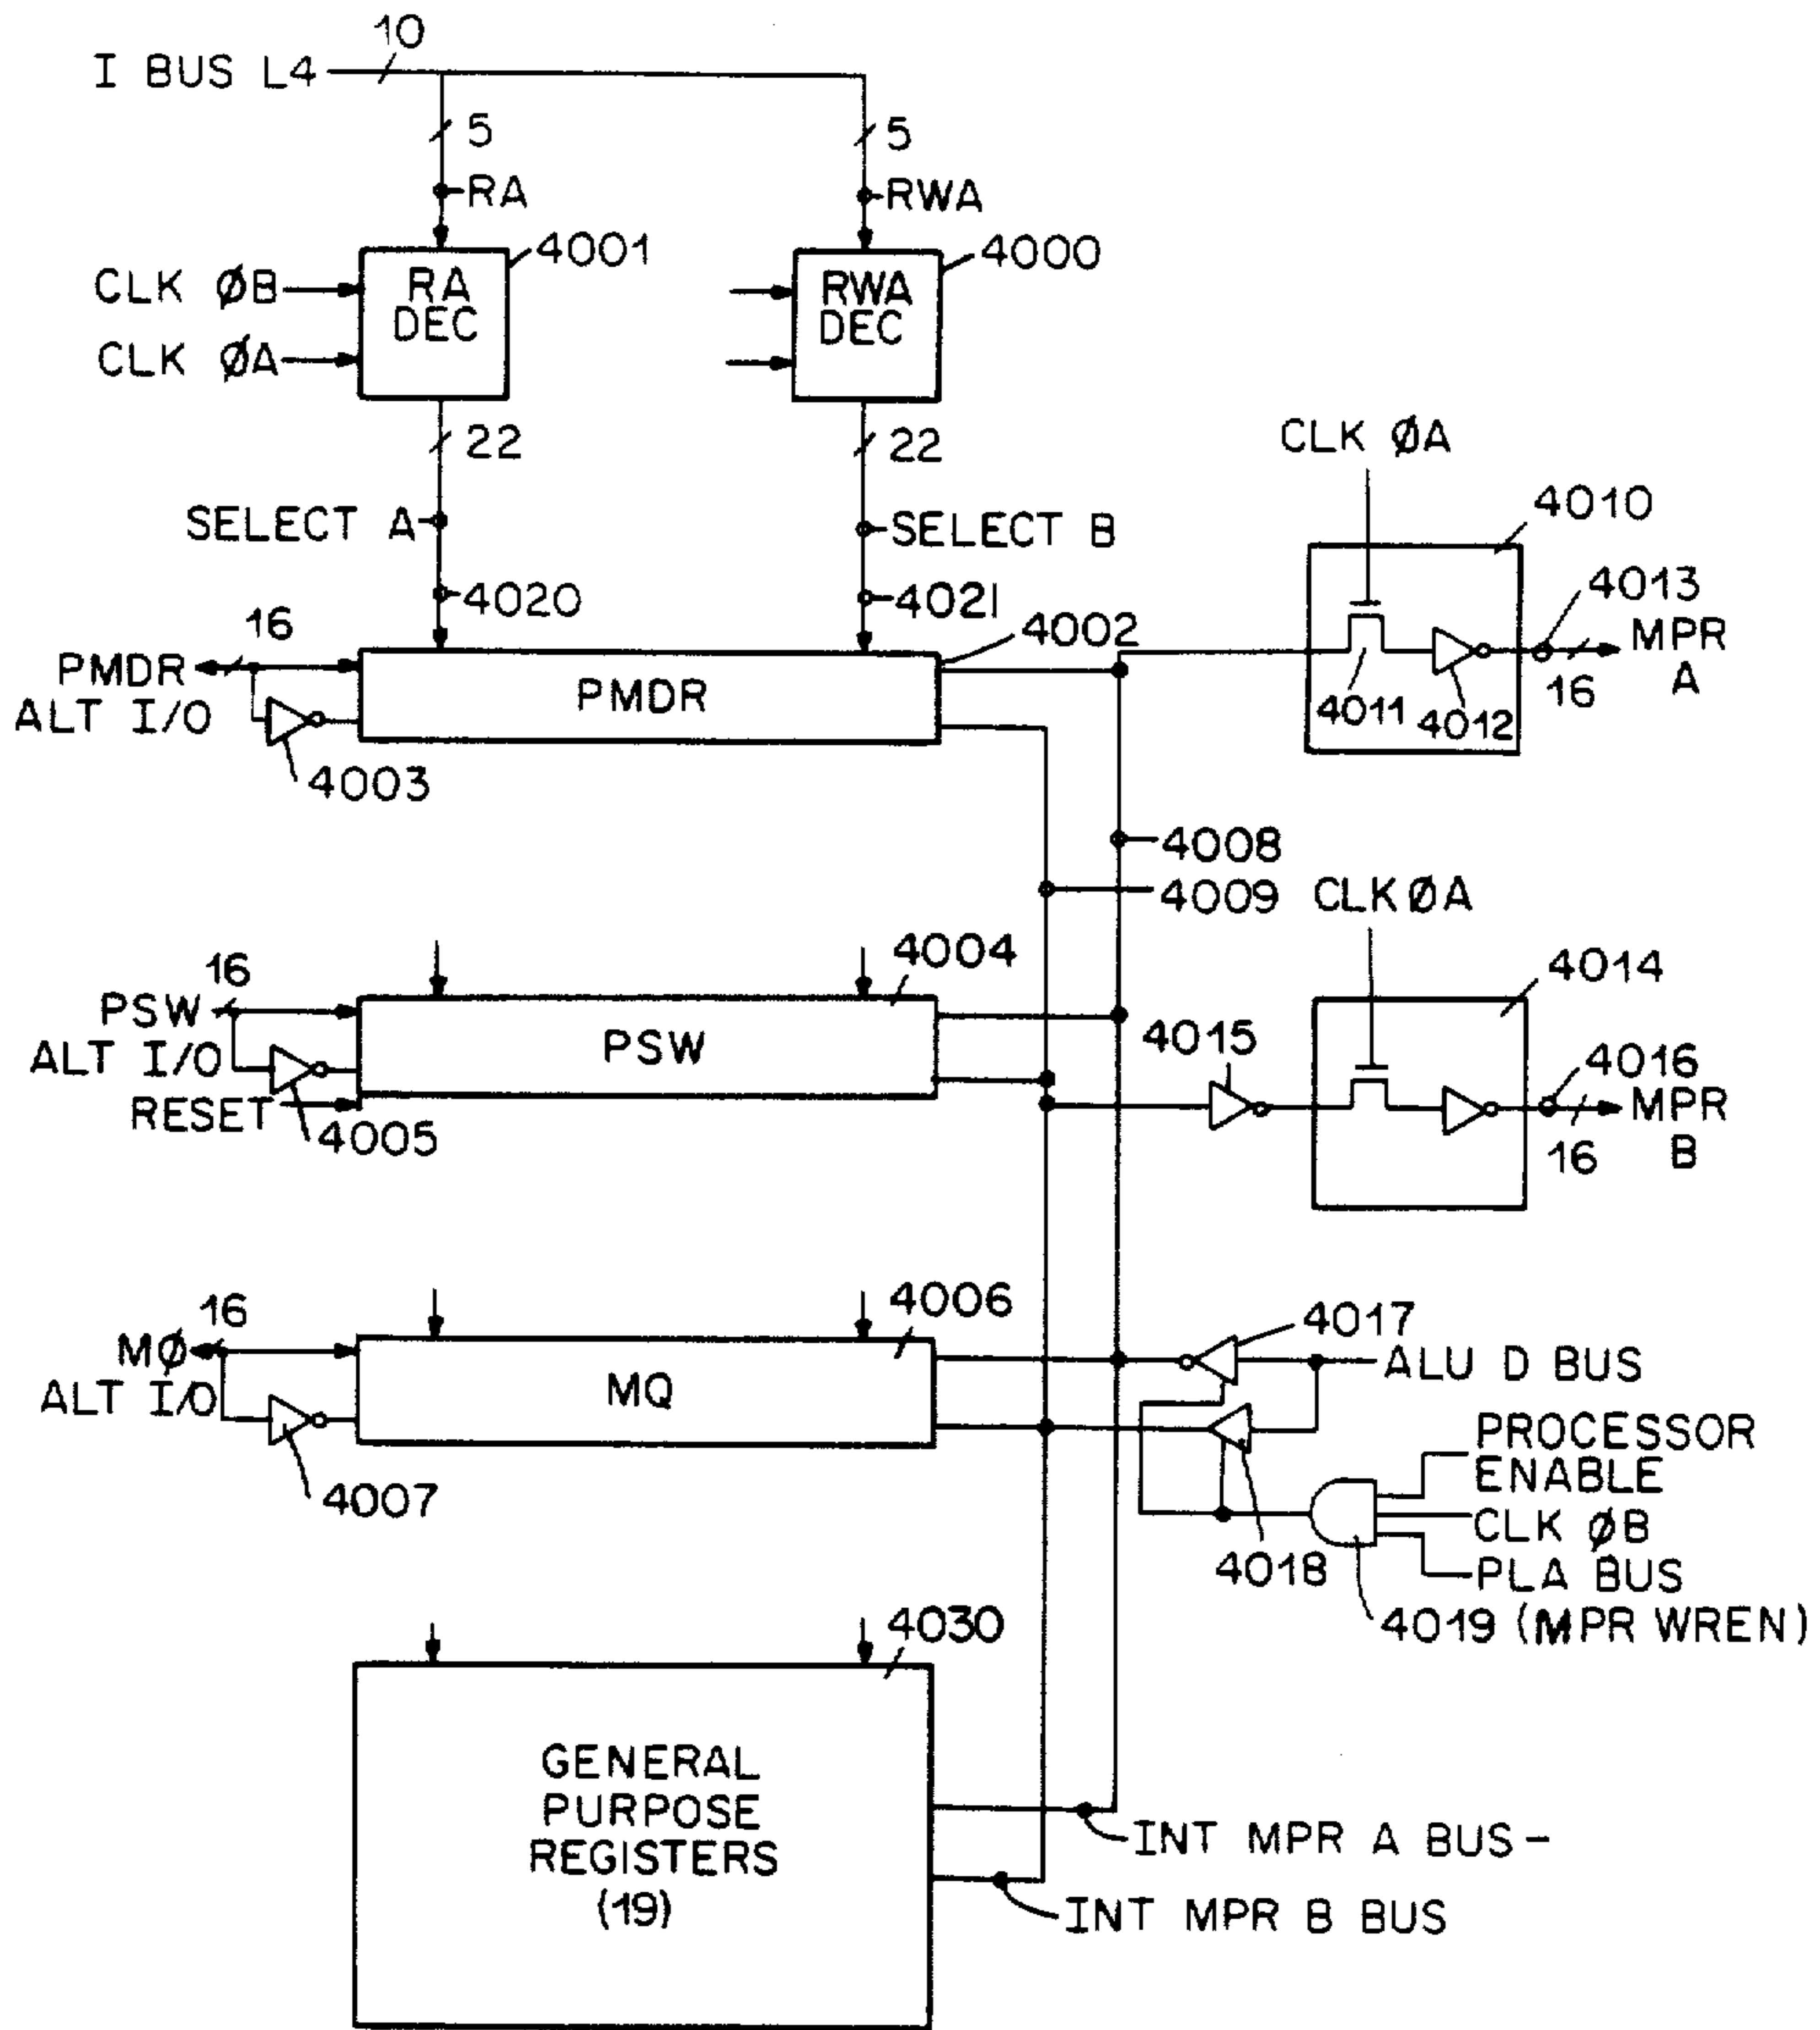 10
I BUS L4
5
5
RA
RWA
4001
4000
CLK ØB
RA
DEC
RWA
DEC
CLK ØA
22
22
CLK ØA
SELECT A
SELECT B
4010
4020
4021
4013
16
4002
MPR
A
PMDR
ALT I/O
PMDR
4011
4012
16
4003
4008
4009
CLK ØA
16
4004
4014
PSW
ALT I/O
PSW
4015
4016
RESET
4005
MPR
B
16
16
4006
4017
MØ
ALT I/O
MQ
ALU D BUS
PROCESSOR
ENABLE
4007
CLK ØB
4018
PLA BUS
4019 (MPR WREN)
4030
GENERAL
PURPOSE
REGISTERS
(19)
INT MPR A BUS-
INT MPR B BUS